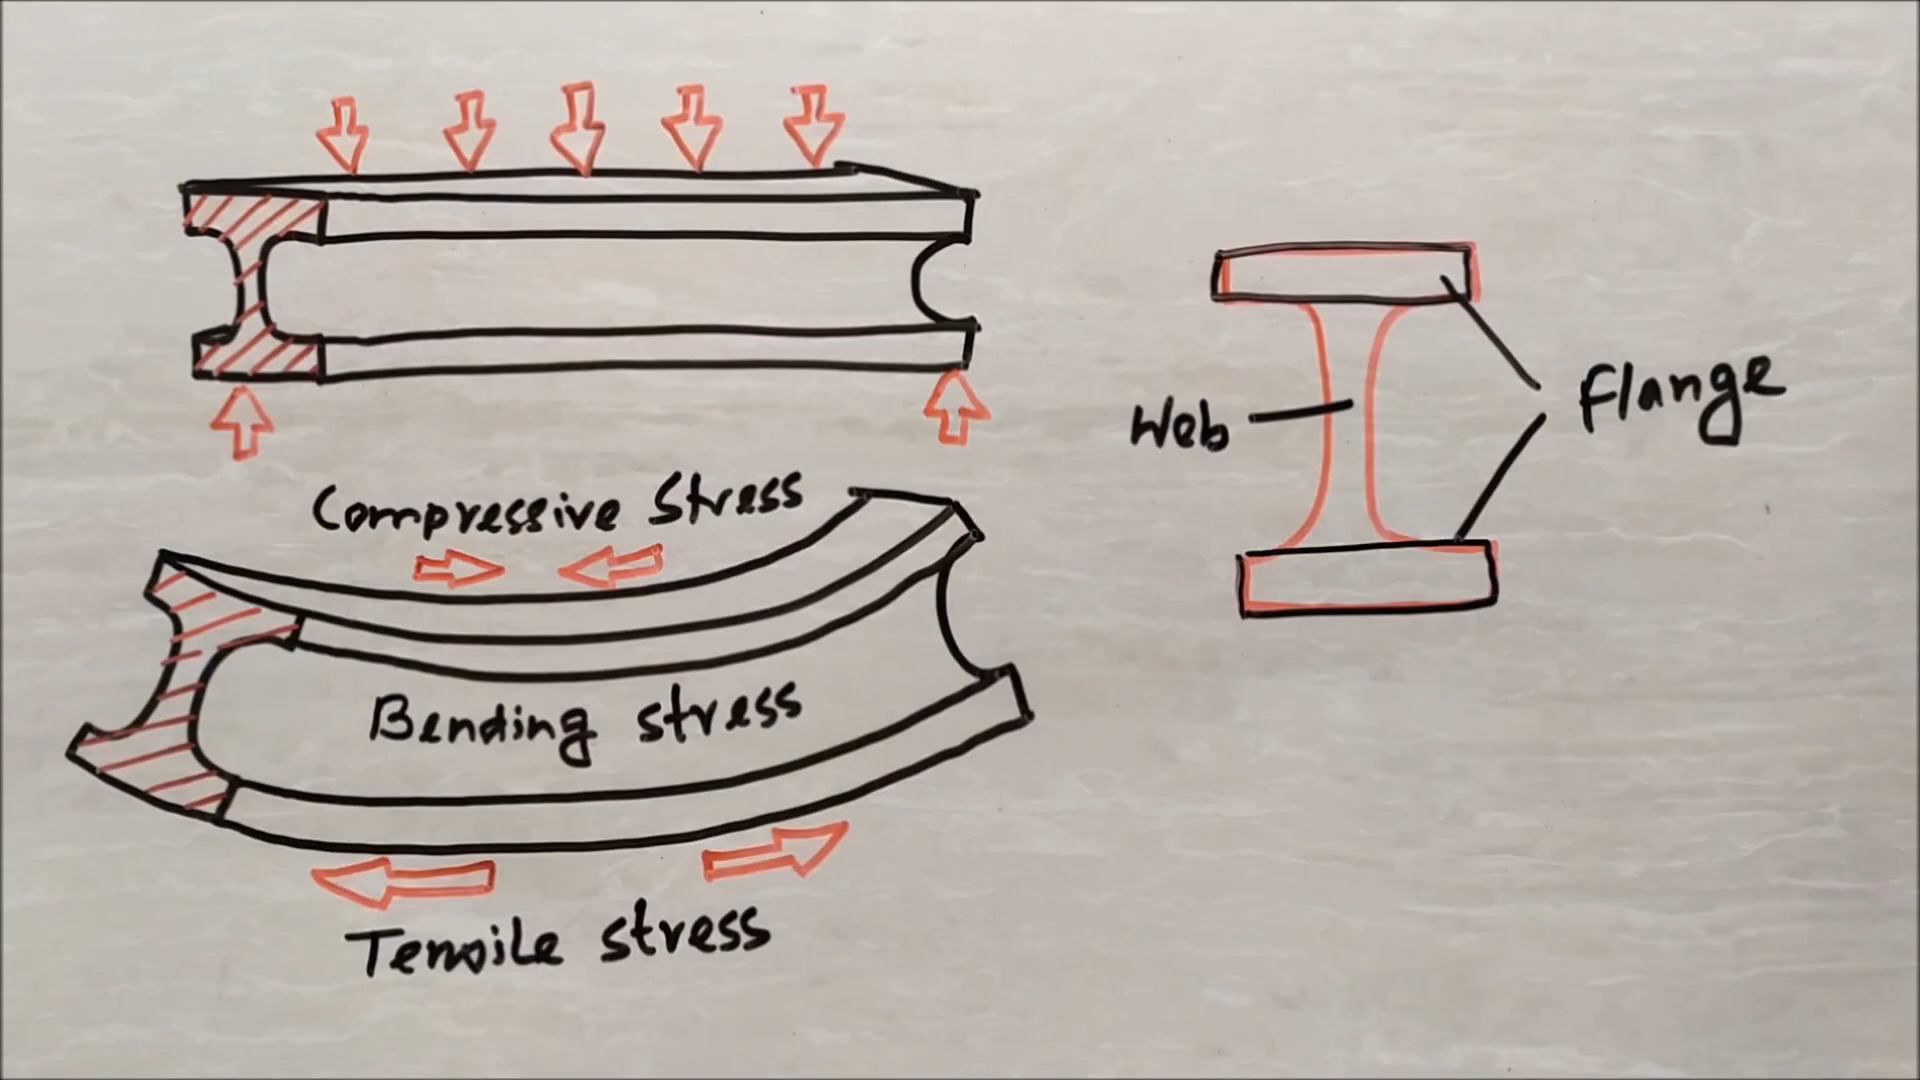 Compressive Stress
Bending stress
Tensile stress
Web
Flange